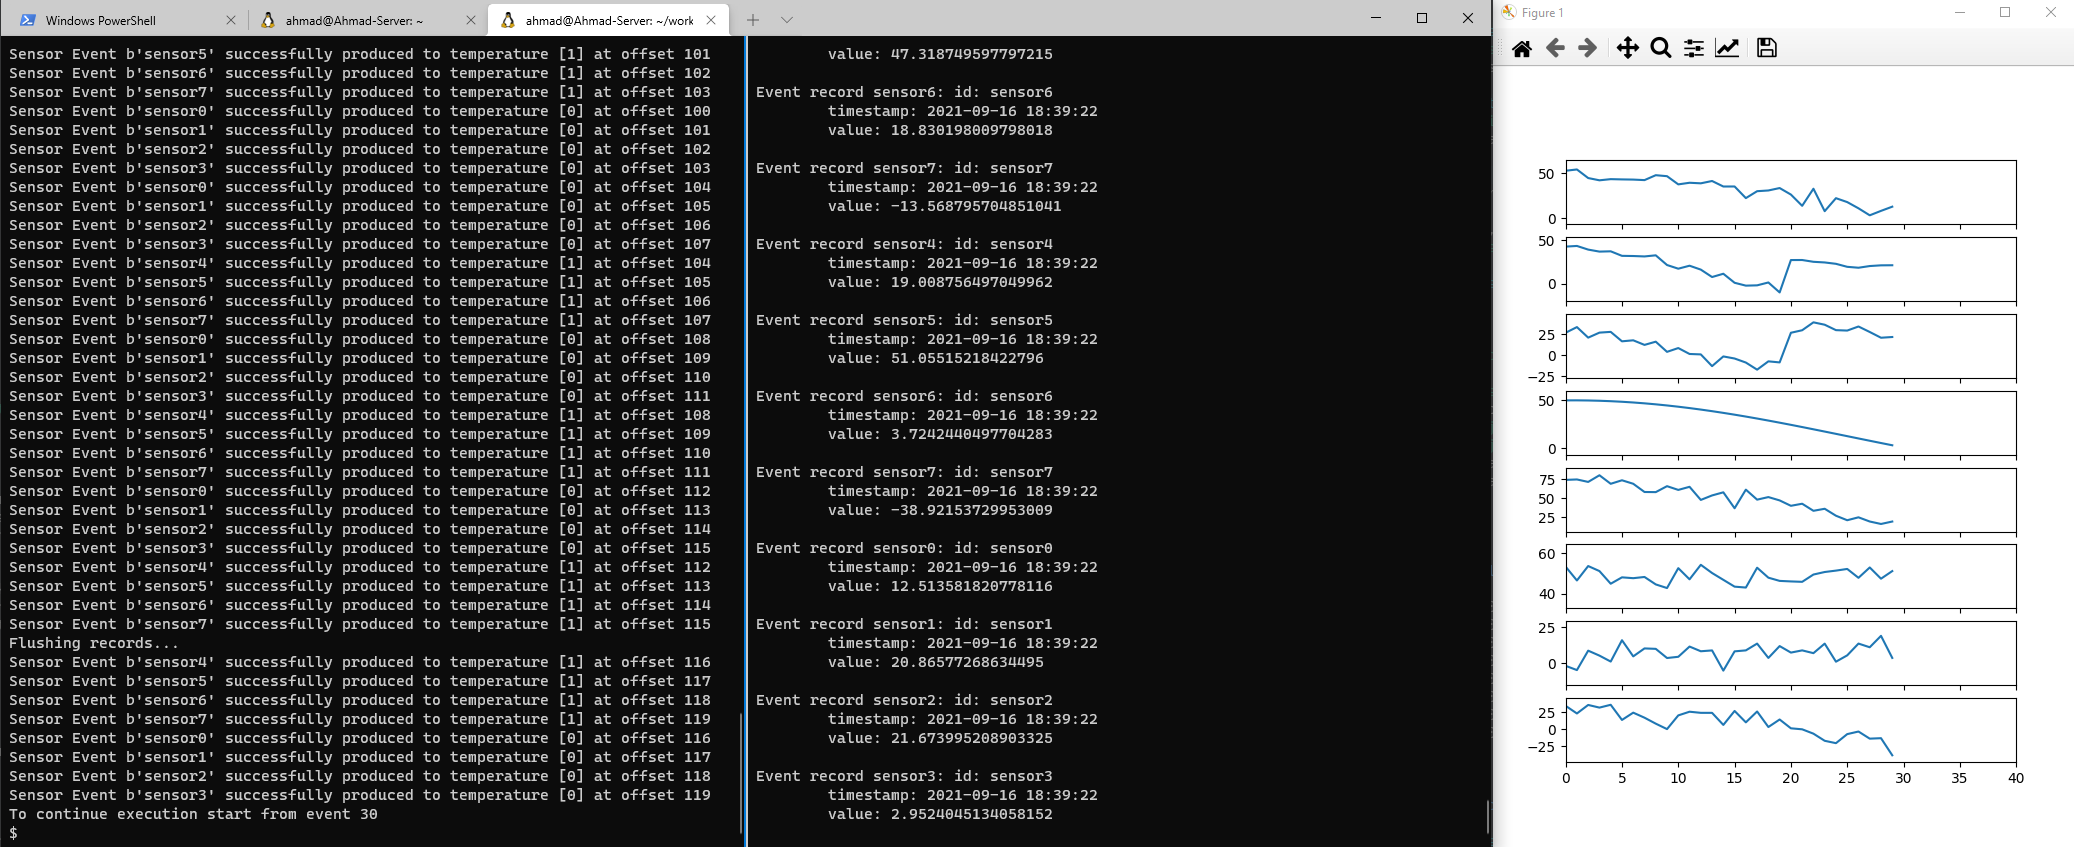 Windows PowerShell
ahmad@Ahmad-Server: ~
ahmad@Ahmad-Server: ~/work
Sensor Event b'sensor5' successfully produced to temperature [1] at offset 101
Sensor Event b'sensor6' successfully produced to temperature [1] at offset 102
Sensor Event b'sensor7' successfully produced to temperature [1] at offset 103
Sensor Event b'sensor0' successfully produced to temperature [0] at offset 100
Sensor Event b'sensor1' successfully produced to temperature [0] at offset 101
Sensor Event b'sensor2' successfully produced to temperature [0] at offset 102
Sensor Event b'sensor3' successfully produced to temperature [0] at offset 103
Sensor Event b'sensor0' successfully produced to temperature [0] at offset 104
Sensor Event b'sensor1' successfully produced to temperature [0] at offset 105
Sensor Event b'sensor2' successfully produced to temperature [0] at offset 106
Sensor Event b'sensor3' successfully produced to temperature [0] at offset 107
Sensor Event b'sensor4' successfully produced to temperature [1] at offset 104
Sensor Event b'sensor5' successfully produced to temperature [1] at offset 105
Sensor Event b'sensor6' successfully produced to temperature [1] at offset 106
Sensor Event b'sensor7' successfully produced to temperature [1] at offset 107
Sensor Event b'sensor0' successfully produced to temperature [0] at offset 108
Sensor Event b'sensor1' successfully produced to temperature [0] at offset 109
Sensor Event b'sensor2' successfully produced to temperature [0] at offset 110
Sensor Event b'sensor3' successfully produced to temperature [0] at offset 111
Sensor Event b'sensor4' successfully produced to temperature [1] at offset 108
Sensor Event b'sensor5' successfully produced to temperature [1] at offset 109
Sensor Event b'sensor6' successfully produced to temperature [1] at offset 110
Sensor Event b'sensor7' successfully produced to temperature [1] at offset 111
Sensor Event b'sensor0' successfully produced to temperature [0] at offset 112
Sensor Event b'sensor1' successfully produced to temperature [0] at offset 113
Sensor Event b'sensor2' successfully produced to temperature [0] at offset 114
Sensor Event b'sensor3' successfully produced to temperature [0] at offset 115
Sensor Event b'sensor4' successfully produced to temperature [1] at offset 112
Sensor Event b'sensor5' successfully produced to temperature [1] at offset 113
Sensor Event b'sensor6' successfully produced to temperature [1] at offset 114
Sensor Event b'sensor7' successfully produced to temperature [1] at offset 115
Flushing records...
Sensor Event b'sensor4' successfully produced to temperature [1] at offset 116
Sensor Event b'sensor5' successfully produced to temperature [1] at offset 117
Sensor Event b'sensor6' successfully produced to temperature [1] at offset 118
Sensor Event b'sensor7' successfully produced to temperature [1] at offset 119
Sensor Event b'sensor0' successfully produced to temperature [0] at offset 116
Sensor Event b'sensor1' successfully produced to temperature [0] at offset 117
Sensor Event b'sensor2' successfully produced to temperature [0] at offset 118
Sensor Event b'sensor3' successfully produced to temperature [0] at offset 119
To continue execution start from event 30
$
value: 47.318749597797215
Event record sensor6: id: sensor6
timestamp: 2021-09-16 18:39:22
value: 18.830198009798018
Event record sensor7: id: sensor7
timestamp: 2021-09-16 18:39:22
value: -13.568795704851041
Event record sensor4: id: sensor4
timestamp: 2021-09-16 18:39:22
value: 19.008756497049962
Event record sensor5: id: sensor5
timestamp: 2021-09-16 18:39:22
value: 51.05515218422796
Event record sensor6: id: sensor6
timestamp: 2021-09-16 18:39:22
value: 3.7242440497704283
Event record sensor7: id: sensor7
timestamp: 2021-09-16 18:39:22
value: -38.92153729953009
Event record sensor0: id: sensor0
timestamp: 2021-09-16 18:39:22
value: 12.513581820778116
Event record sensor1: id: sensor1
timestamp: 2021-09-16 18:39:22
value: 20.86577268634495
Event record sensor2: id: sensor2
timestamp: 2021-09-16 18:39:22
value: 21.673995208903325
Event record sensor3: id: sensor3
timestamp: 2021-09-16 18:39:22
value: 2.9524045134058152
Figure 1
50
0
50
0
25
0
−25
50
0
75
50
25
60
40
25
0
25
0
−25
0 5 10 15 20 25 30 35 40